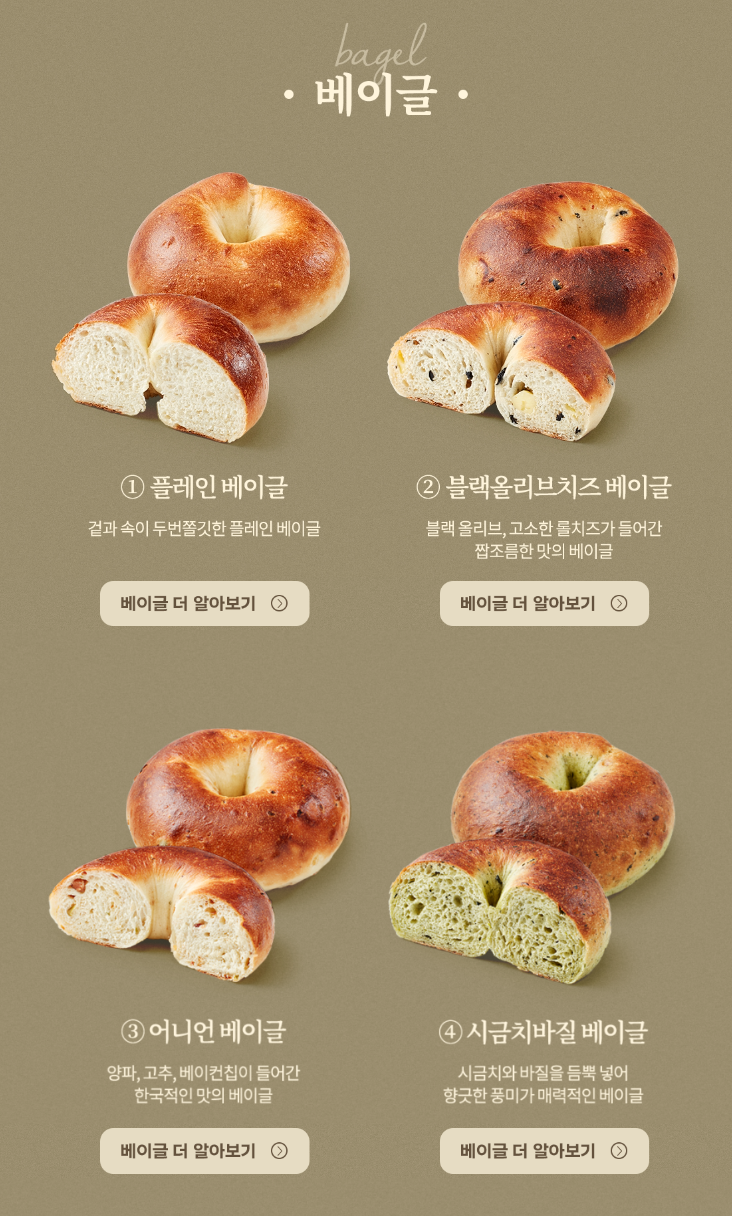 bagel
• 베이글 •
① 플레인 베이글
겉과 속이 두번쫄깃한 플레인 베이글
베이글 더 알아보기
② 블랙올리브치즈 베이글
블랙 올리브, 고소한 롤치즈가 들어간
짭조름한 맛의 베이글
베이글 더 알아보기
③ 어니언 베이글
양파, 고추, 베이컨칩이 들어간
한국적인 맛의 베이글
베이글 더 알아보기
④ 시금치바질 베이글
시금치와 바질을 듬뿍 넣어
향긋한 풍미가 매력적인 베이글
베이글 더 알아보기